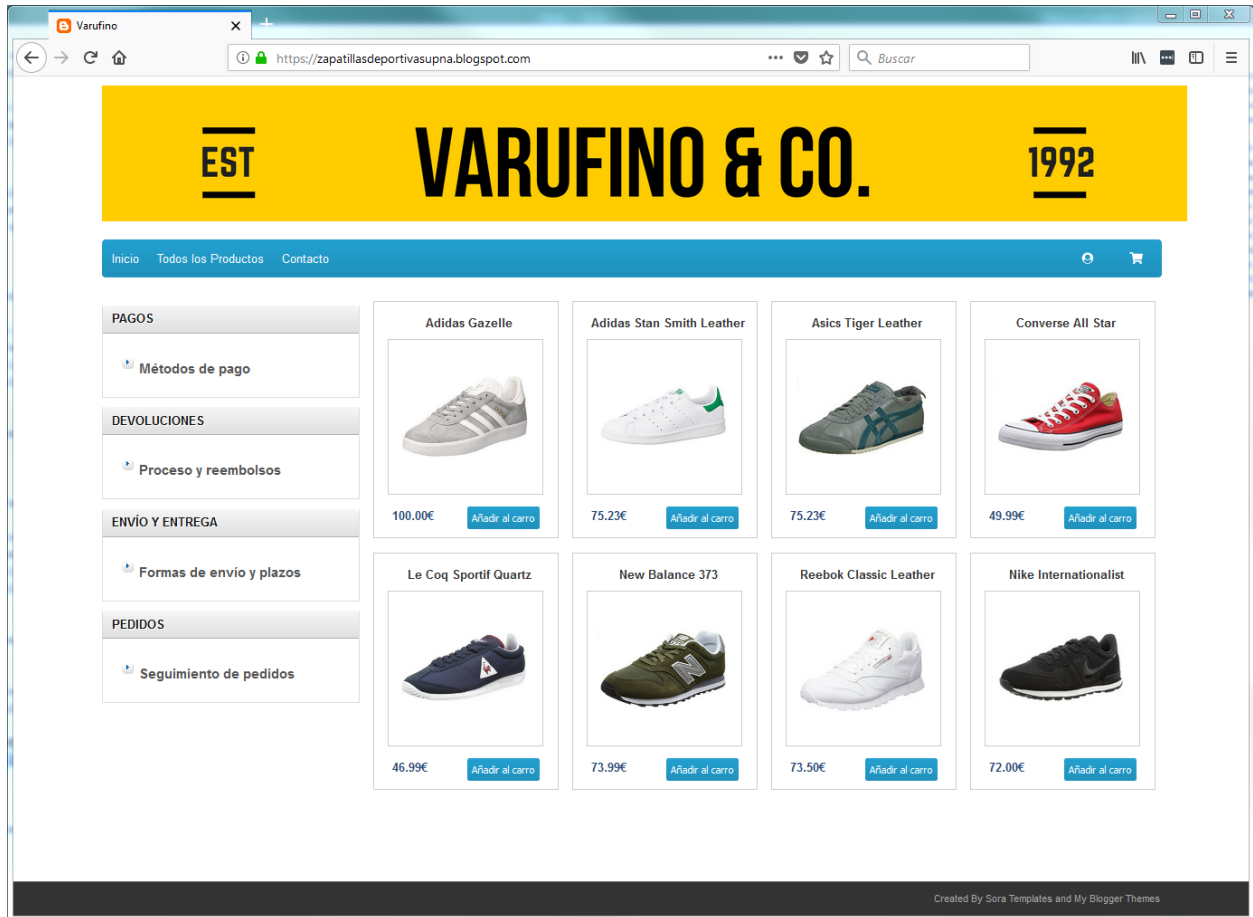 Varufino
https://zapatillasdeportivasupna.blogspot.com
Buscar
EST
VARUFINO & CO.
1992
Inicio Todos los Productos Contacto
PAGOS
Métodos de pago
DEVOLUCIONES
Proceso y reembolsos
ENVÍO Y ENTREGA
Formas de envío y plazos
PEDIDOS
Seguimiento de pedidos
Adidas Gazelle
100.00€ Añadir al carro
Adidas Stan Smith Leather
75.23€ Añadir al carro
Asics Tiger Leather
75.23€ Añadir al carro
Converse All Star
49.99€ Añadir al carro
Le Coq Sportif Quartz
46.99€ Añadir al carro
New Balance 373
73.99€ Añadir al carro
Reebok Classic Leather
73.50€ Añadir al carro
Nike Internationalist
72.00€ Añadir al carro
Created By Sora Templates and My Blogger Themes